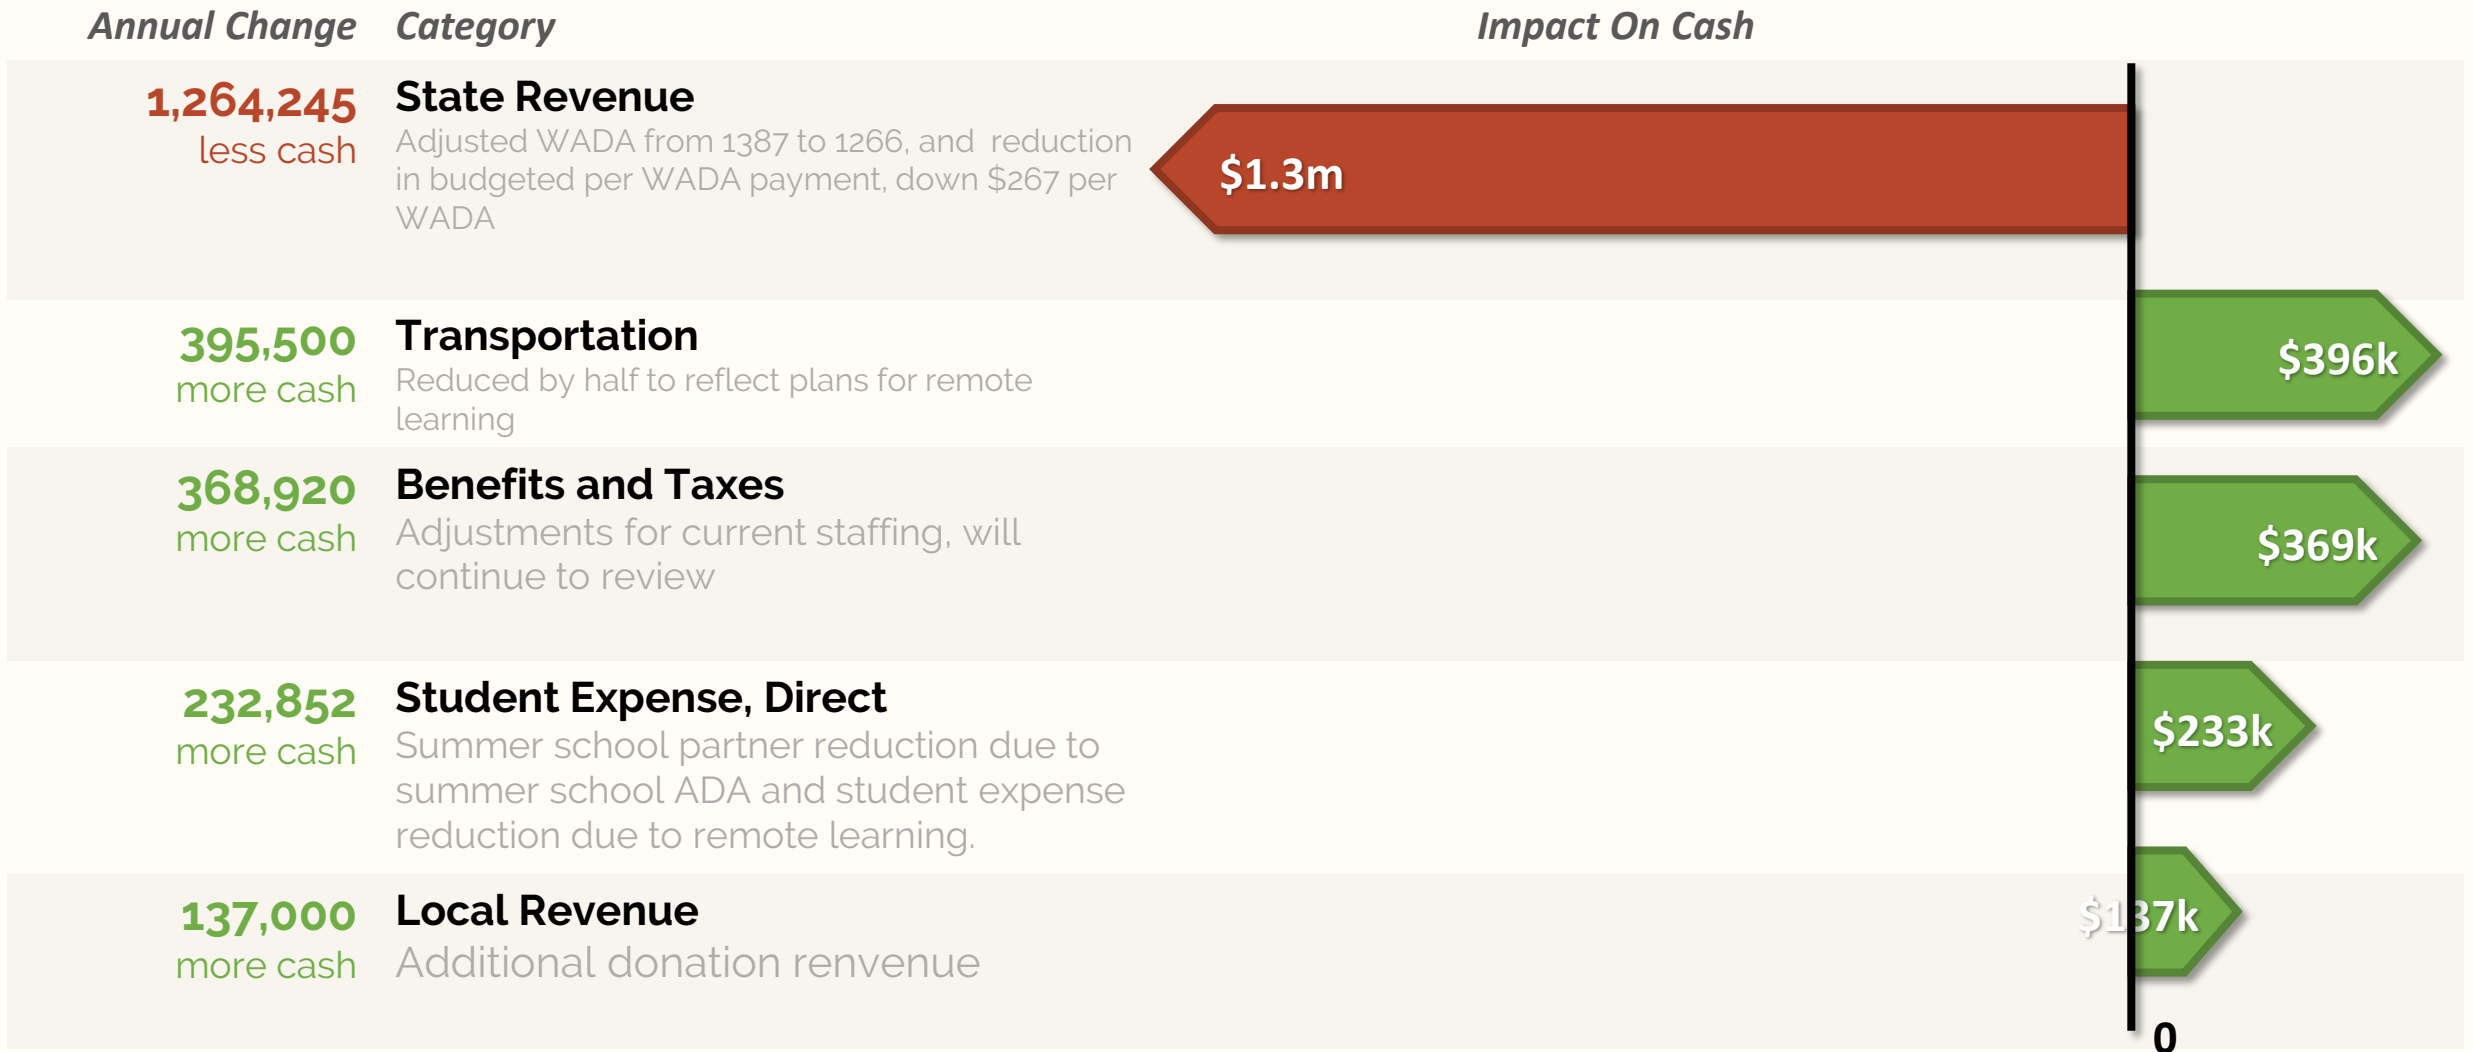 Annual Change Category Impact On Cash
1,264,245 State Revenue
less cash Adjusted WADA from 1387 to 1266, and  reduction
in budgeted per WADA payment, down $267 per
WADA
$1.3m
395,500 Transportation
more cash Reduced by half to reflect plans for remote
learning
$396k
368,920 Benefits and Taxes
more cash Adjustments for current staffing, will
continue to review
$369k
232,852 Student Expense, Direct
more cash Summer school partner reduction due to
summer school ADA and student expense
reduction due to remote learning.
$233k
137,000 Local Revenue
more cash Additional donation renvenue
$137k
0